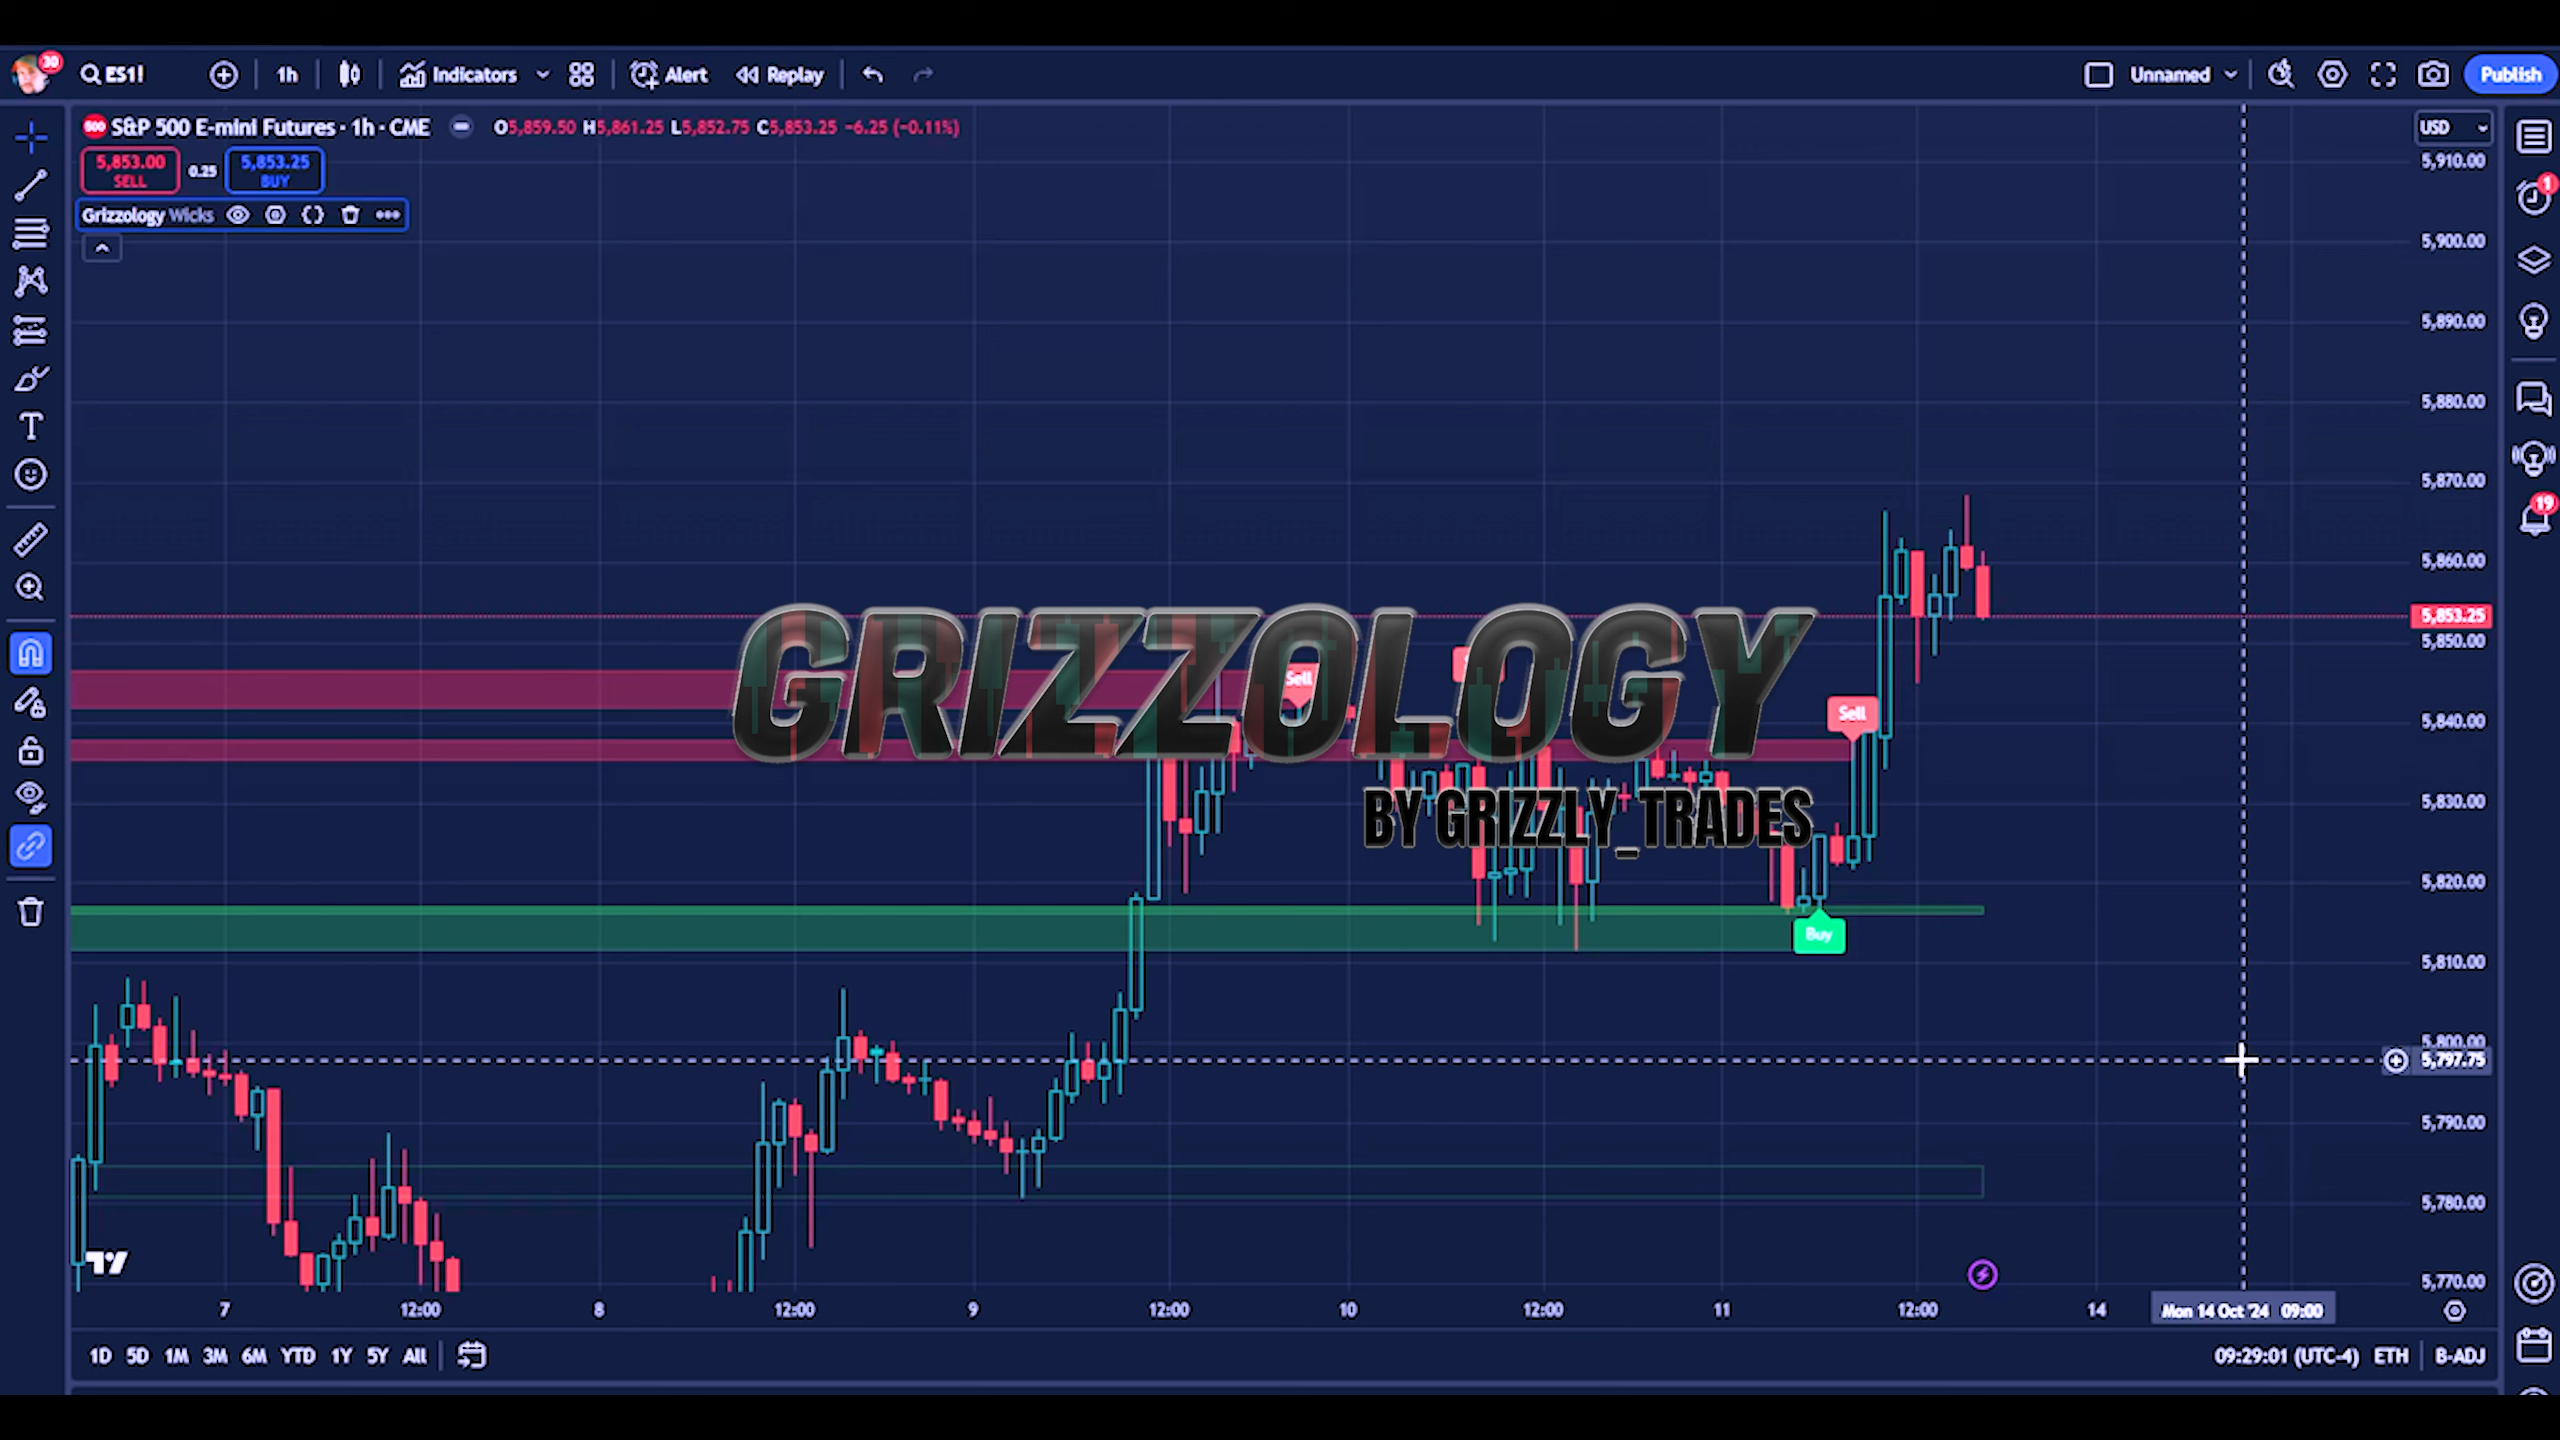 30
ES1!
1h
Indicators
Alert
Replay
Unnamed
Publish
500 S&P 500 E-mini Futures · 1h · CME
O5,859.50 H5,861.25 L5,852.75 C5,853.25 −6.25 (−0.11%)
USD
5,853.00
SELL
0.25
5,853.25
BUY
Grizzology Wicks
1
19
5,910.00
5,900.00
5,890.00
5,880.00
5,870.00
5,860.00
5,853.25
5,850.00
5,840.00
5,830.00
5,820.00
5,810.00
5,800.00
5,797.75
5,790.00
5,780.00
5,770.00
Sell
Sell
Buy
GRIZZOLOGY
BY GRIZZLY_TRADES
7
12:00
8
12:00
9
12:00
10
12:00
11
12:00
14
Mon 14 Oct '24 09:00
1D 5D 1M 3M 6M YTD 1Y 5Y All
09:29:01 (UTC-4) ETH B-ADJ